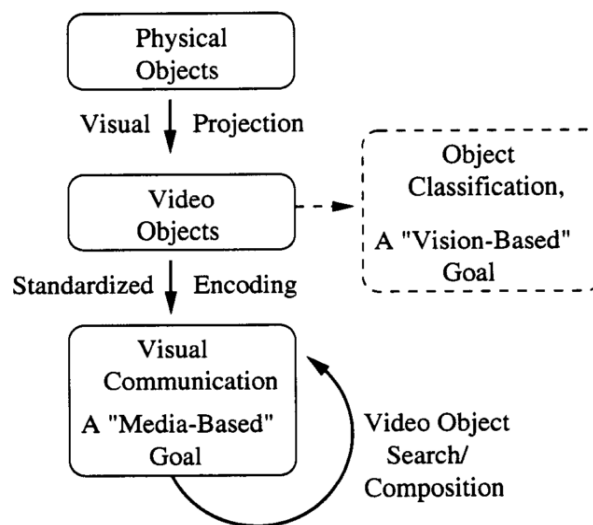 Physical
Objects
Visual Projection
Video
Objects
Object
Classification,
A "Vision-Based"
Goal
Standardized Encoding
Visual
Communication
A "Media-Based"
Goal
Video Object
Search/
Composition